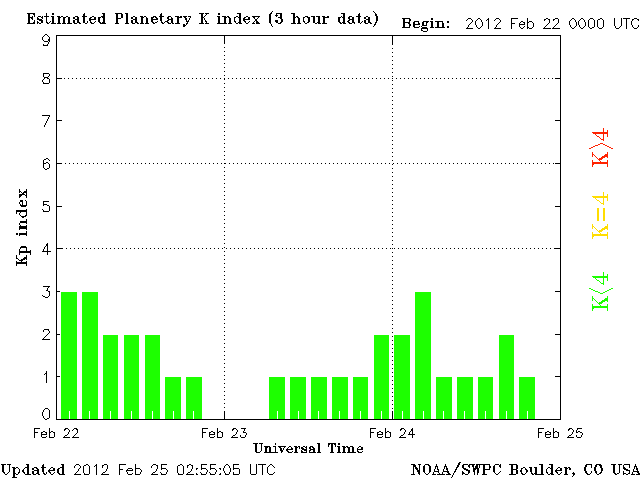 Estimated Planetary K index (3 hour data) Begin: 2012 Feb 22 0000 UTC
9
8
7
6
5
4
3
2
1
0
Kp index
K>4
K=4
K<4
Feb 22 Feb 23 Feb 24 Feb 25
Universal Time
Updated 2012 Feb 25 02:55:05 UTC NOAA/SWPC Boulder, CO USA